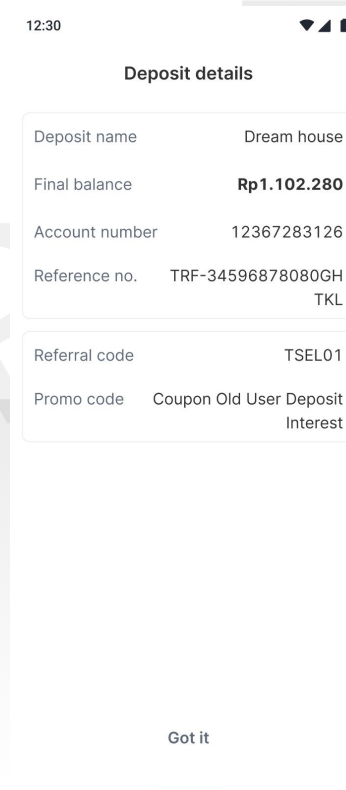 12:30
Deposit details
Deposit name Dream house
Final balance Rp1.102.280
Account number 12367283126
Reference no. TRF-34596878080GH
TKL
Referral code TSEL01
Promo code Coupon Old User Deposit
Interest
Got it